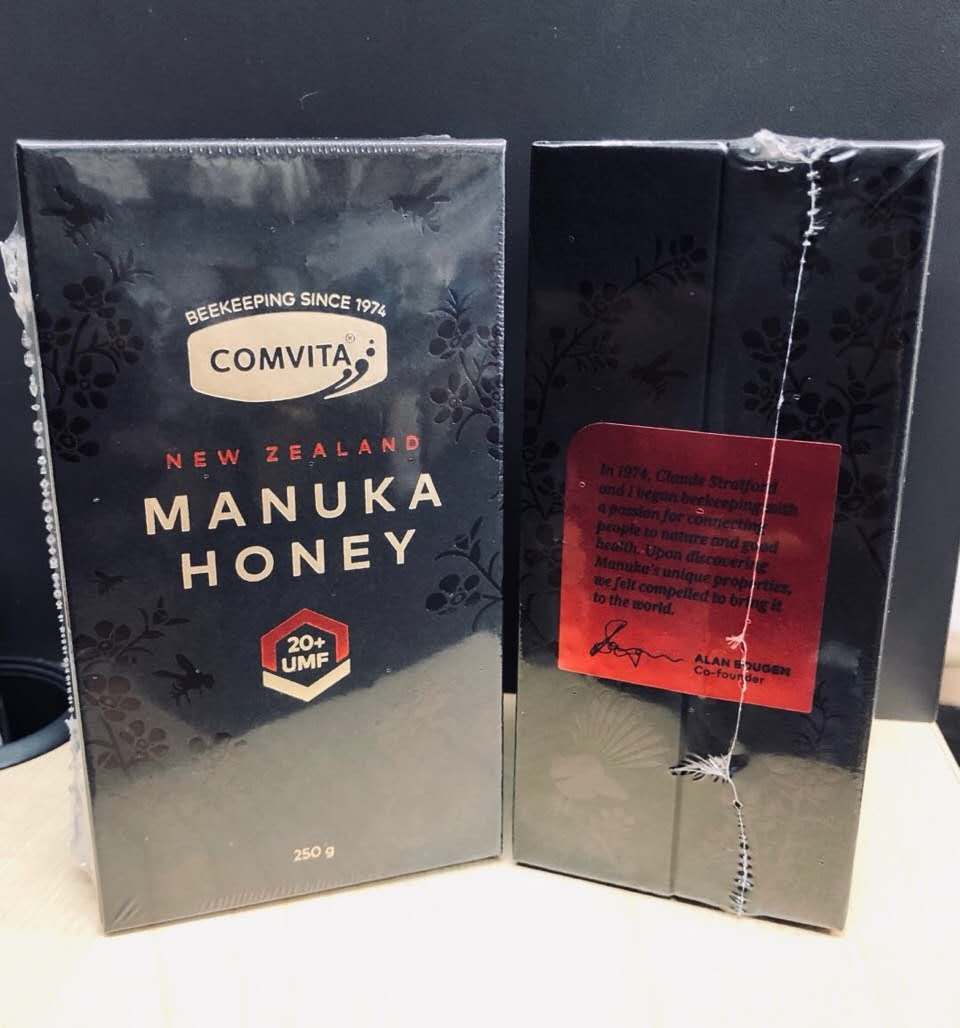 BEEKEEPING SINCE 1974
COMVITA®
NEW ZEALAND
MANUKA
HONEY
20+
UMF
250 g
In 1974, Claude Stratford
and I began beekeeping with
a passion for connecting
people to nature and good
health. Upon discovering
Manuka's unique properties,
we felt compelled to bring it
to the world.
ALAN BOUGEN
Co-founder